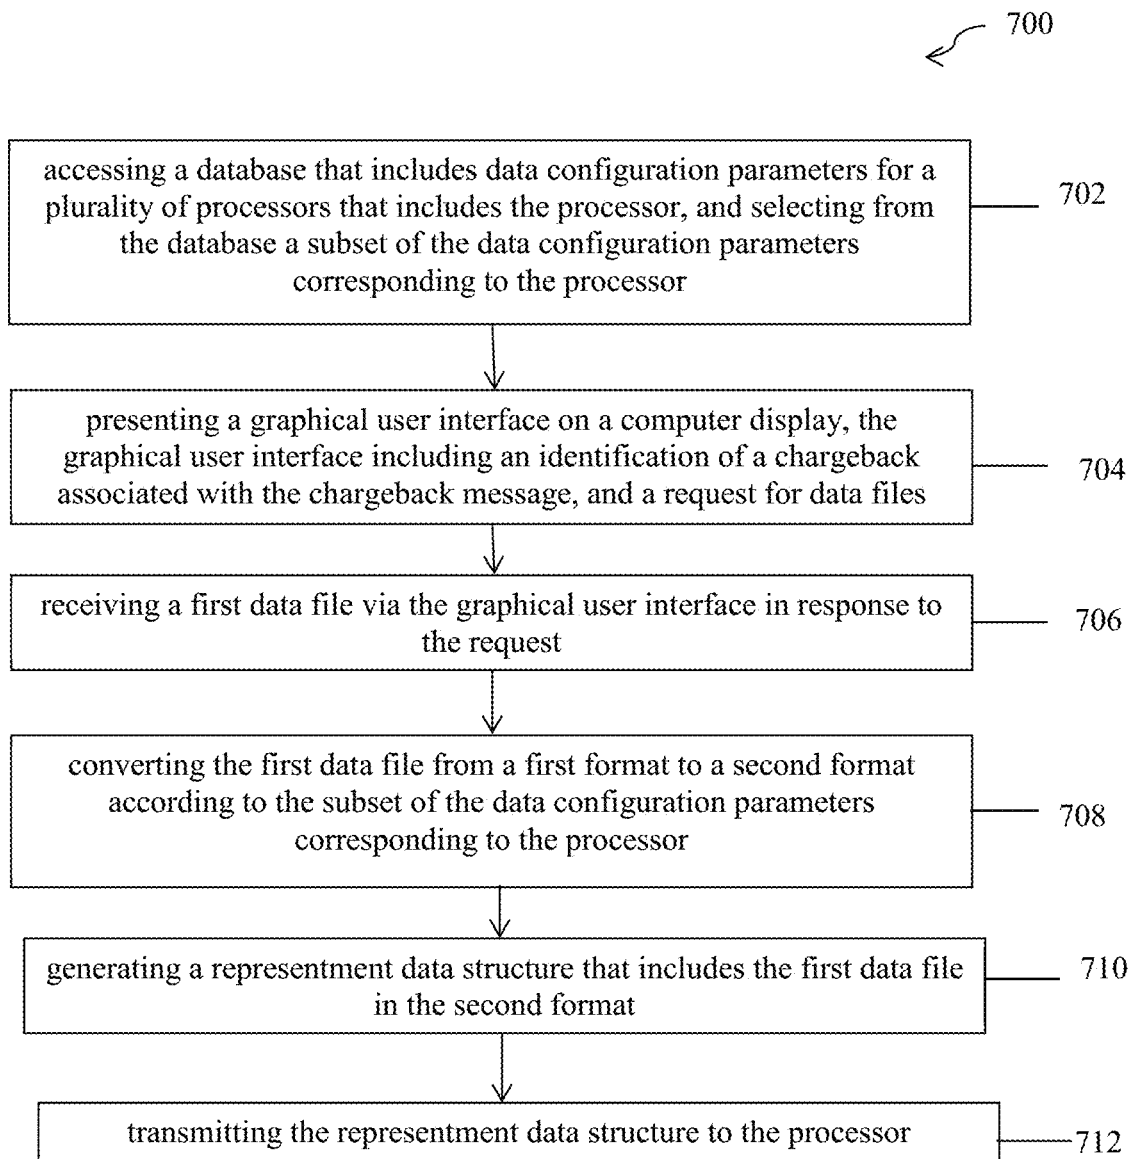 700
accessing a database that includes data configuration parameters for a
plurality of processors that includes the processor, and selecting from
the database a subset of the data configuration parameters
corresponding to the processor
702
presenting a graphical user interface on a computer display, the
graphical user interface including an identification of a chargeback
associated with the chargeback message, and a request for data files
704
receiving a first data file via the graphical user interface in response to
the request
706
converting the first data file from a first format to a second format
according to the subset of the data configuration parameters
corresponding to the processor
708
generating a representment data structure that includes the first data file
in the second format
710
transmitting the representment data structure to the processor
712